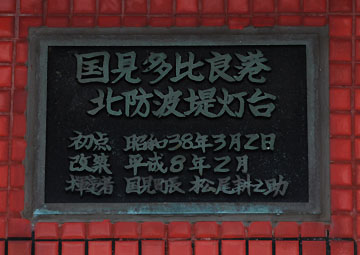 国見多比良港
北防波堤灯台
初点 昭和38年3月2日
改築 平成8年2月
揮毫者 国見町長 松尾耕之助